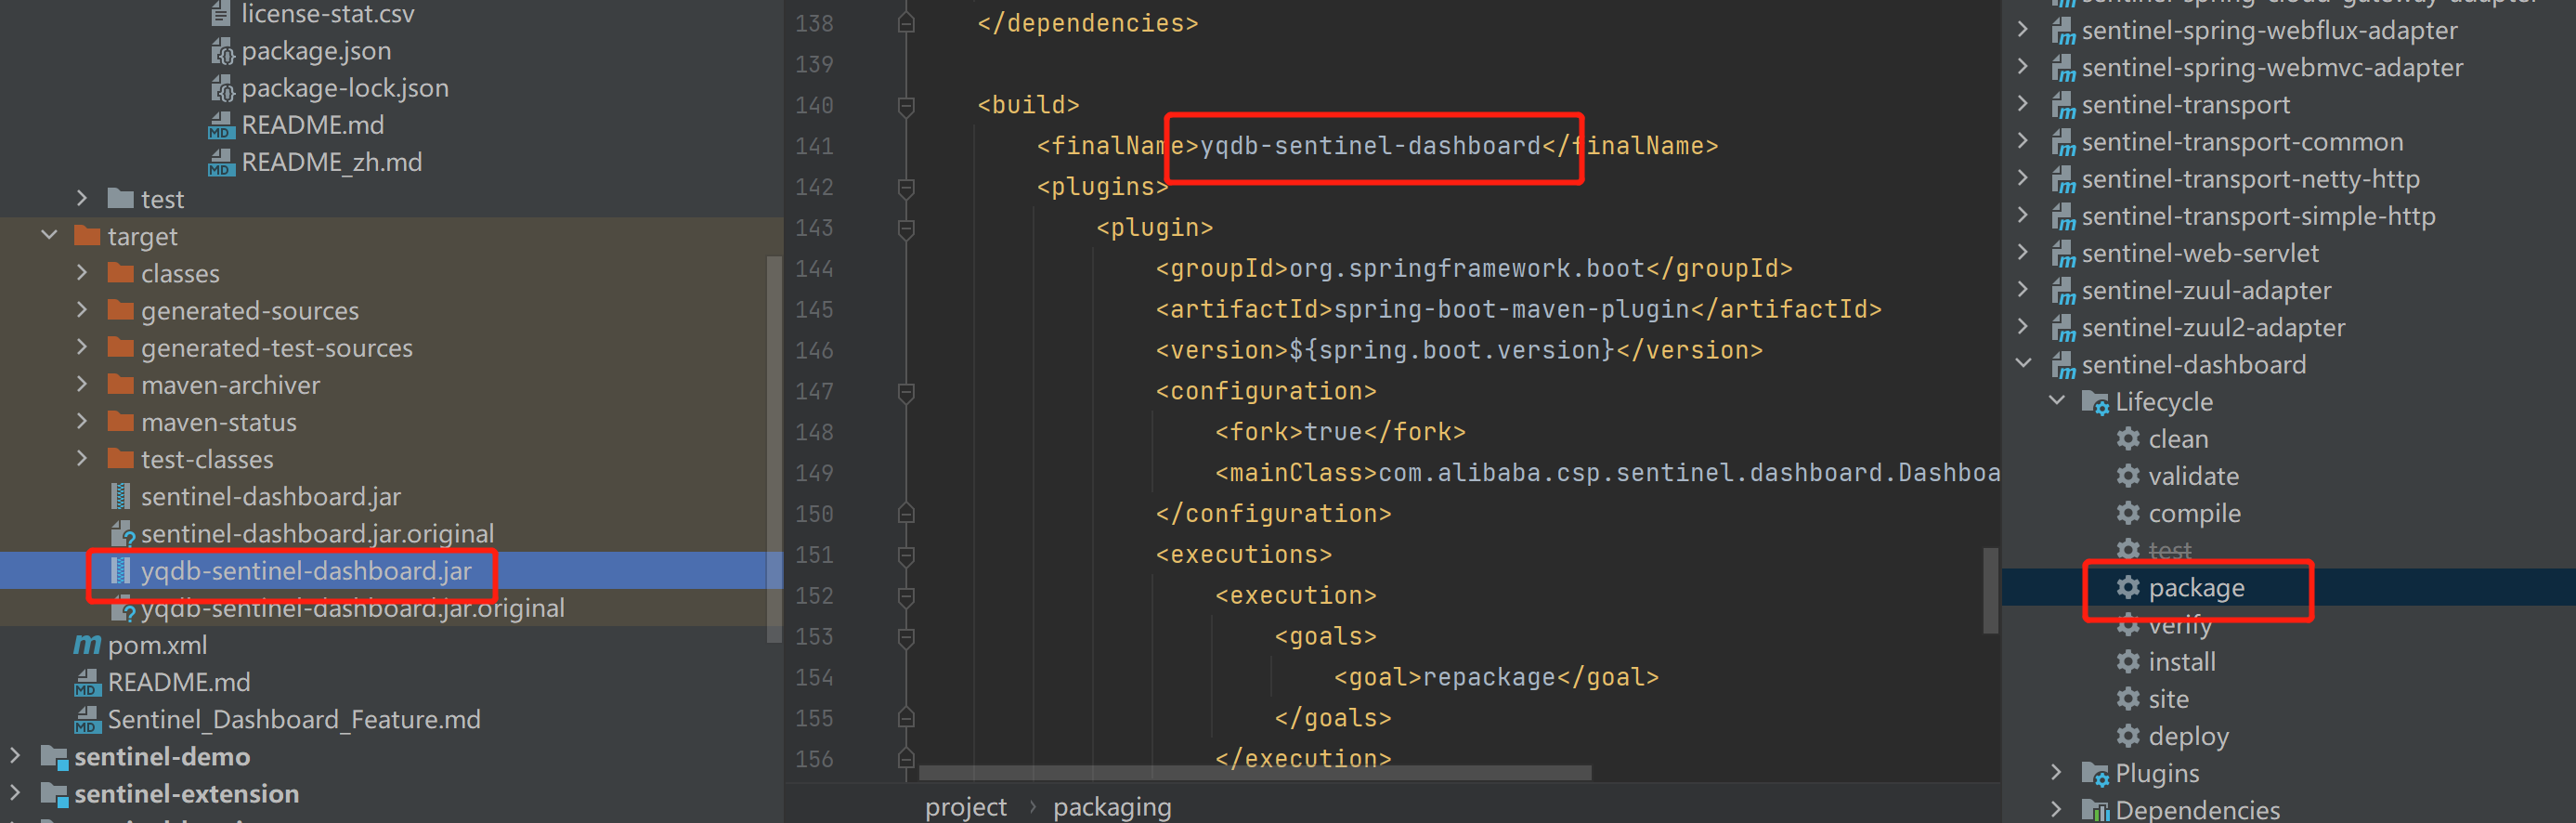 license-stat.csv
package.json
package-lock.json
README.md
README_zh.md
test
target
classes
generated-sources
generated-test-sources
maven-archiver
maven-status
test-classes
sentinel-dashboard.jar
sentinel-dashboard.jar.original
yqdb-sentinel-dashboard.jar
yqdb-sentinel-dashboard.jar.original
pom.xml
README.md
Sentinel_Dashboard_Feature.md
sentinel-demo
sentinel-extension
138 </dependencies>
139
140 <build>
141 <finalName>yqdb-sentinel-dashboard</finalName>
142 <plugins>
143 <plugin>
144 <groupId>org.springframework.boot</groupId>
145 <artifactId>spring-boot-maven-plugin</artifactId>
146 <version>${spring.boot.version}</version>
147 <configuration>
148 <fork>true</fork>
149 <mainClass>com.alibaba.csp.sentinel.dashboard.Dashboa
150 </configuration>
151 <executions>
152 <execution>
153 <goals>
154 <goal>repackage</goal>
155 </goals>
156 </execution>
project > packaging
sentinel-spring-cloud-gateway-adapter
sentinel-spring-webflux-adapter
sentinel-spring-webmvc-adapter
sentinel-transport
sentinel-transport-common
sentinel-transport-netty-http
sentinel-transport-simple-http
sentinel-web-servlet
sentinel-zuul-adapter
sentinel-zuul2-adapter
sentinel-dashboard
Lifecycle
clean
validate
compile
test
package
verify
install
site
deploy
Plugins
Dependencies